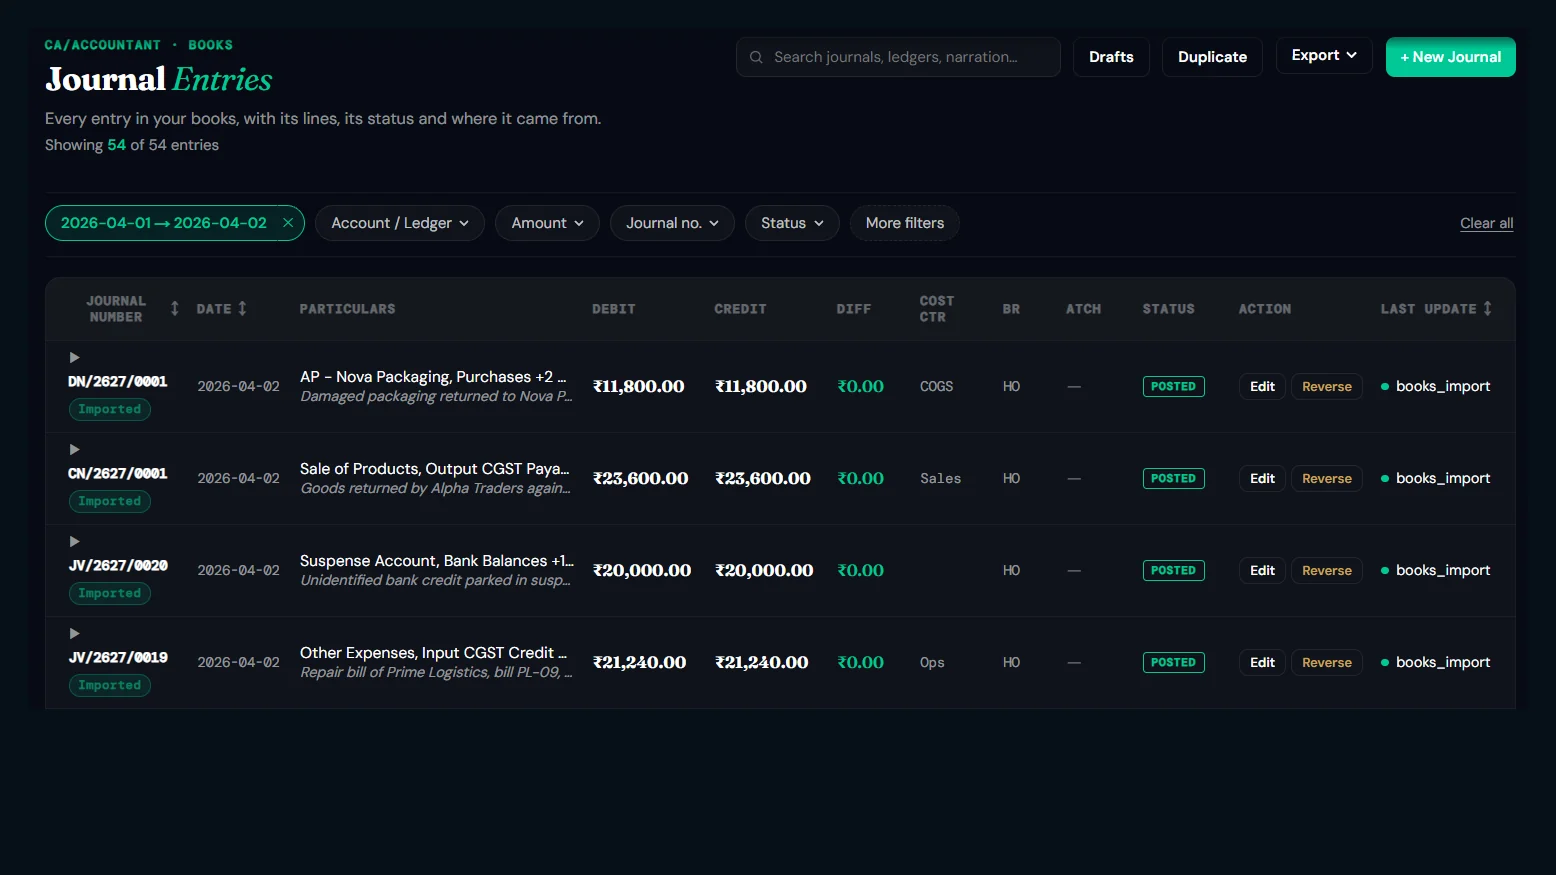 CA/ACCOUNTANT · BOOKS
Journal Entries
Every entry in your books, with its lines, its status and where it came from.
Showing 54 of 54 entries
Search journals, ledgers, narration...
Drafts
Duplicate
Export
+ New Journal
2026-04-01 → 2026-04-02 ×
Account / Ledger
Amount
Journal no.
Status
More filters
Clear all
JOURNAL NUMBER
DATE
PARTICULARS
DEBIT
CREDIT
DIFF
COST CTR
BR
ATCH
STATUS
ACTION
LAST UPDATE
DN/2627/0001
Imported
2026-04-02
AP - Nova Packaging, Purchases +2 ...
Damaged packaging returned to Nova P...
₹11,800.00
₹11,800.00
₹0.00
COGS
HO
—
POSTED
Edit
Reverse
books_import
CN/2627/0001
Imported
2026-04-02
Sale of Products, Output CGST Paya...
Goods returned by Alpha Traders again...
₹23,600.00
₹23,600.00
₹0.00
Sales
HO
—
POSTED
Edit
Reverse
books_import
JV/2627/0020
Imported
2026-04-02
Suspense Account, Bank Balances +1...
Unidentified bank credit parked in susp...
₹20,000.00
₹20,000.00
₹0.00
HO
—
POSTED
Edit
Reverse
books_import
JV/2627/0019
Imported
2026-04-02
Other Expenses, Input CGST Credit ...
Repair bill of Prime Logistics, bill PL-09, ...
₹21,240.00
₹21,240.00
₹0.00
Ops
HO
—
POSTED
Edit
Reverse
books_import